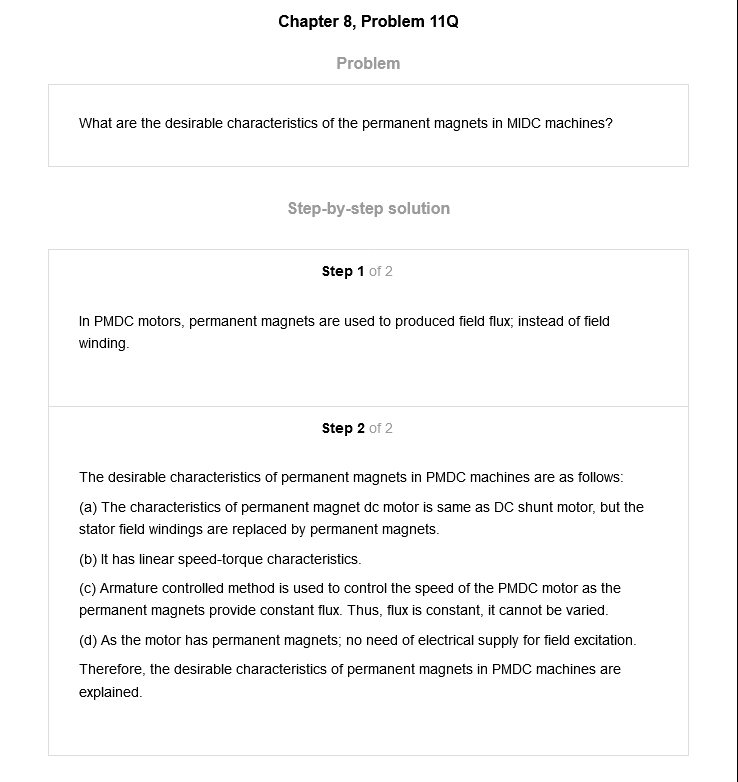 Chapter 8, Problem 11Q
Problem
What are the desirable characteristics of the permanent magnets in MIDC machines?
Step-by-step solution
Step 1 of 2
In PMDC motors, permanent magnets are used to produced field flux; instead of field
winding.
Step 2 of 2
The desirable characteristics of permanent magnets in PMDC machines are as follows:
(a) The characteristics of permanent magnet dc motor is same as DC shunt motor, but the
stator field windings are replaced by permanent magnets.
(b) It has linear speed-torque characteristics.
(c) Armature controlled method is used to control the speed of the PMDC motor as the
permanent magnets provide constant flux. Thus, flux is constant, it cannot be varied.
(d) As the motor has permanent magnets; no need of electrical supply for field excitation.
Therefore, the desirable characteristics of permanent magnets in PMDC machines are
explained.